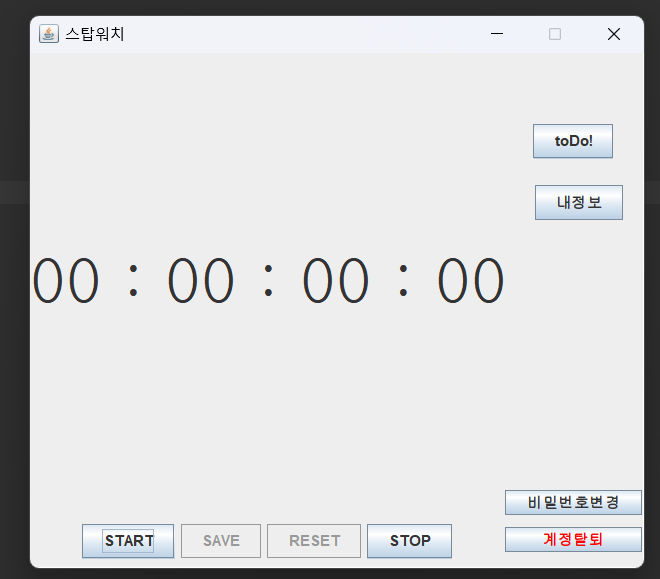 스탑워치
toDo!
내정보
00 : 00 : 00 : 00
비밀번호변경
START SAVE RESET STOP
계정탈퇴